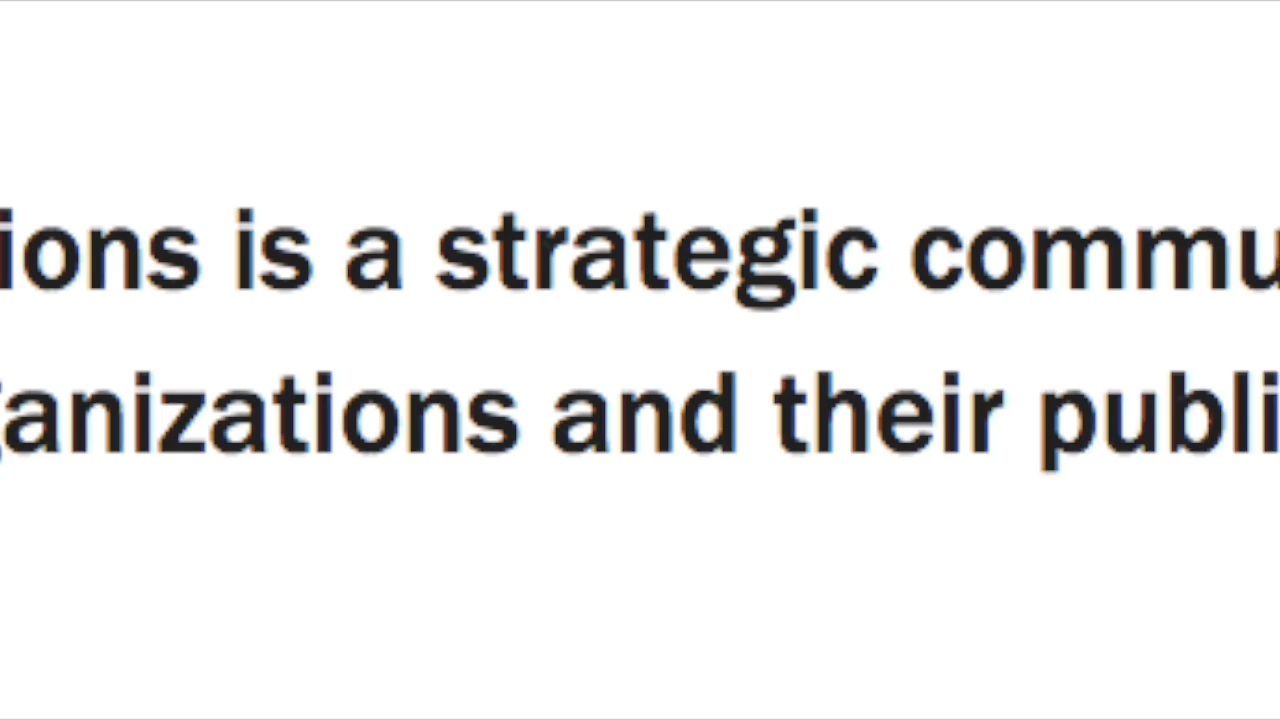 ions is a strategic commu
ganizations and their publi